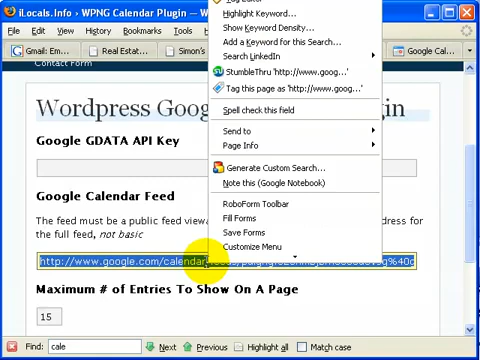 iLocals.Info » WPNG Calendar Plugin — W
File Edit View History Bookmarks Tools
Gmail: Em... Real Estat... Simon's Google Cal...
Contact Form
Highlight Keyword...
Show Keyword Density...
Add a Keyword for this Search...
Search LinkedIn
StumbleThru 'http://www.goog...'
Tag this page as 'http://www.goog...
Spell check this field
Send to
Page Info
Generate Custom Search...
Note this (Google Notebook)
RoboForm Toolbar
Fill Forms
Save Forms
Customize Menu
Wordpress Goo in
Google GDATA API Key
Google Calendar Feed
The feed must be a public feed viewa dress for
the full feed, not basic
http://www.google.com/calendar
Maximum # of Entries To Show On A Page
15
Find: cale Next Previous Highlight all Match case